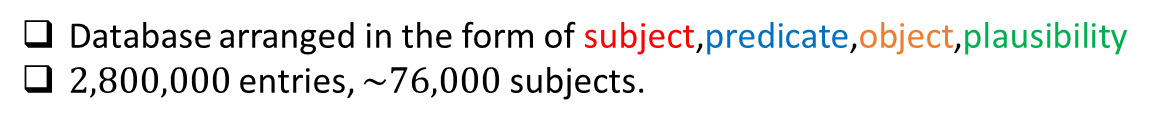 ❑ Database arranged in the form of subject,predicate,object,plausibility
❑ 2,800,000 entries, ~76,000 subjects.